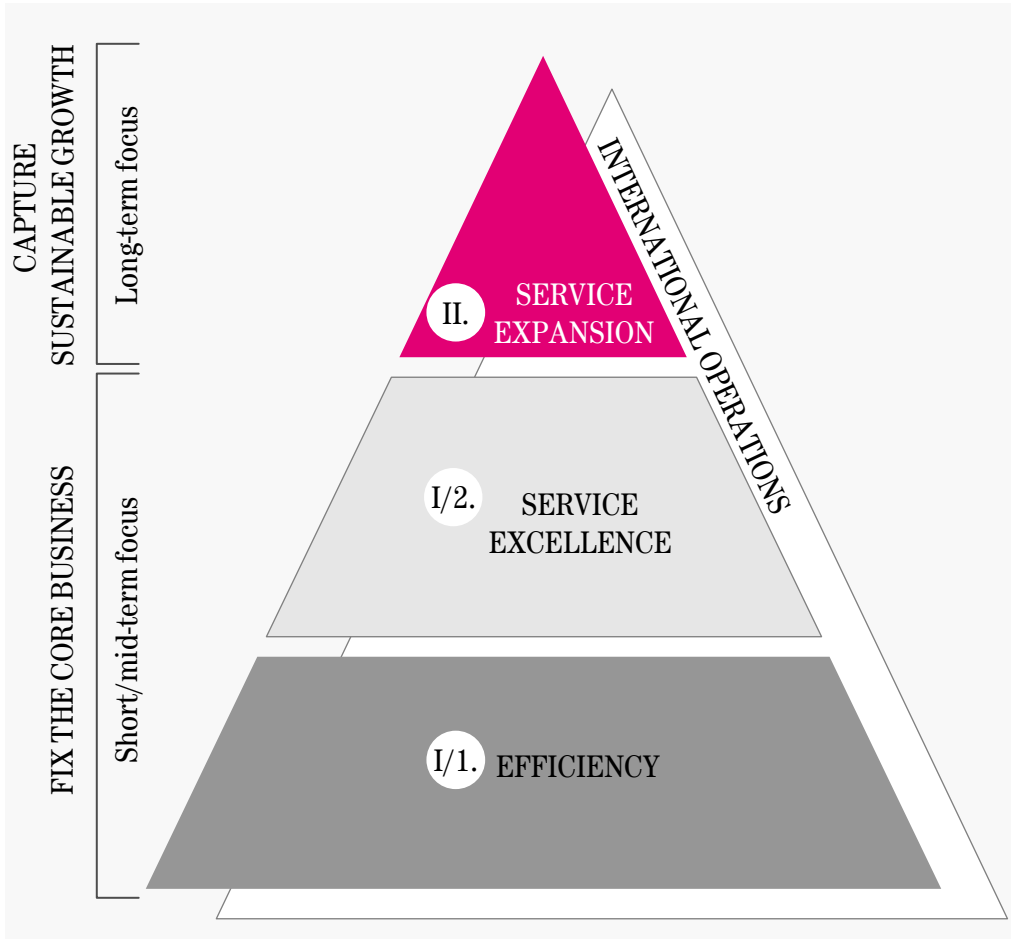 CAPTURE
SUSTAINABLE GROWTH
Long-term focus
II.
SERVICE
EXPANSION
INTERNATIONAL OPERATIONS
FIX THE CORE BUSINESS
Short/mid-term focus
I/2.
SERVICE
EXCELLENCE
I/1.
EFFICIENCY